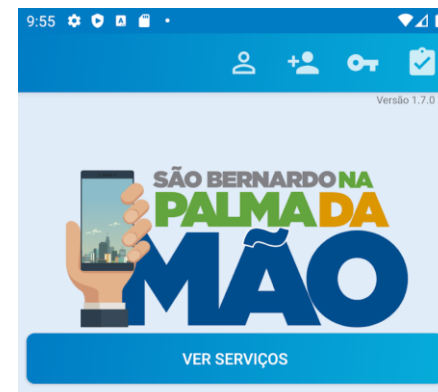 9:55
Versão 1.7.0
SÃO BERNARDO NA
PALMA DA
MÃO
VER SERVIÇOS